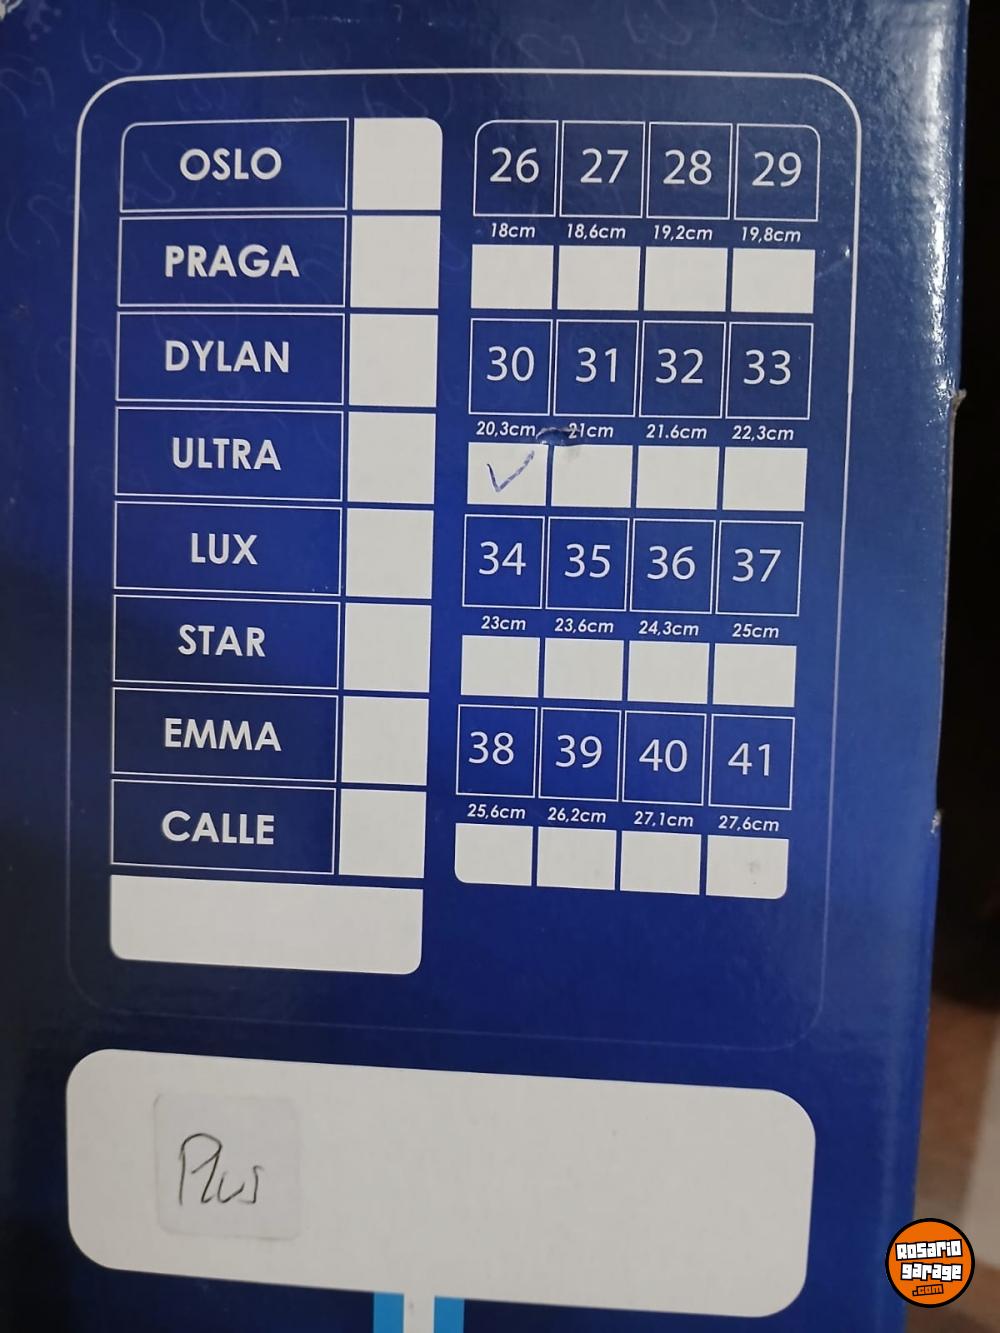 OSLO
PRAGA
DYLAN
ULTRA
LUX
STAR
EMMA
CALLE
26 27 28 29
18cm 18,6cm 19,2cm 19,8cm
30 31 32 33
20,3cm 21cm 21.6cm 22,3cm
34 35 36 37
23cm 23,6cm 24,3cm 25cm
38 39 40 41
25,6cm 26,2cm 27,1cm 27,6cm
Plus
Rosario
garage
.com